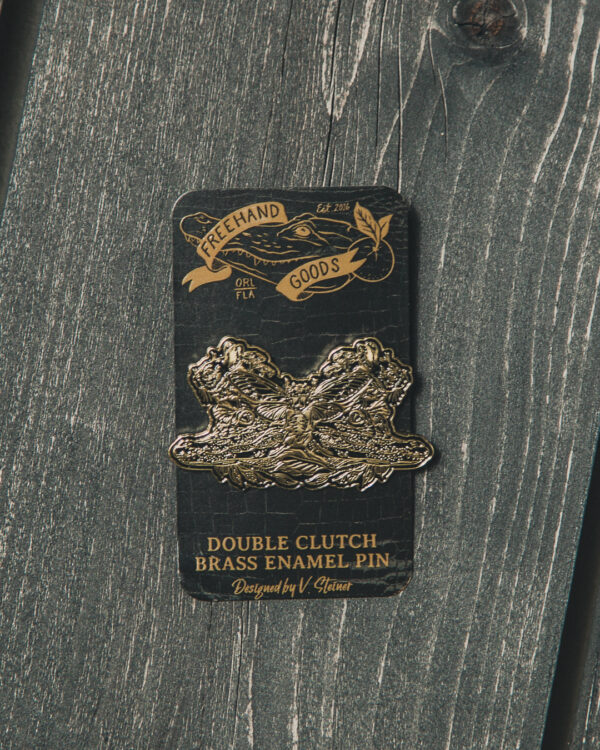 FREEHAND
Est. 2016
GOODS
ORL
FLA
DOUBLE CLUTCH
BRASS ENAMEL PIN
Designed by V. Steiner